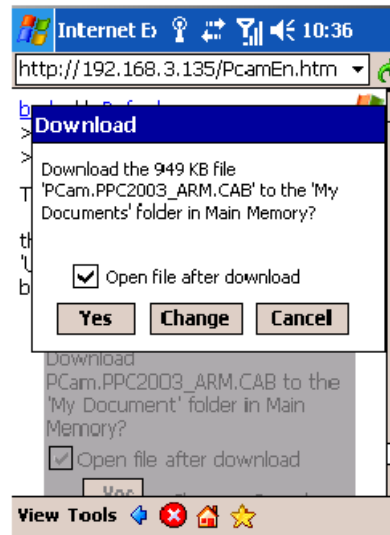 Internet E 10:36
http://192.168.3.135/PcamEn.htm
Download
Download the 949 KB file
'PCam.PPC2003_ARM.CAB' to the 'My
Documents' folder in Main Memory?
Open file after download
Yes Change Cancel
Download
PCam.PPC2003_ARM.CAB to the
'My Document' folder in Main
Memory?
Open file after download
Yes
View Tools